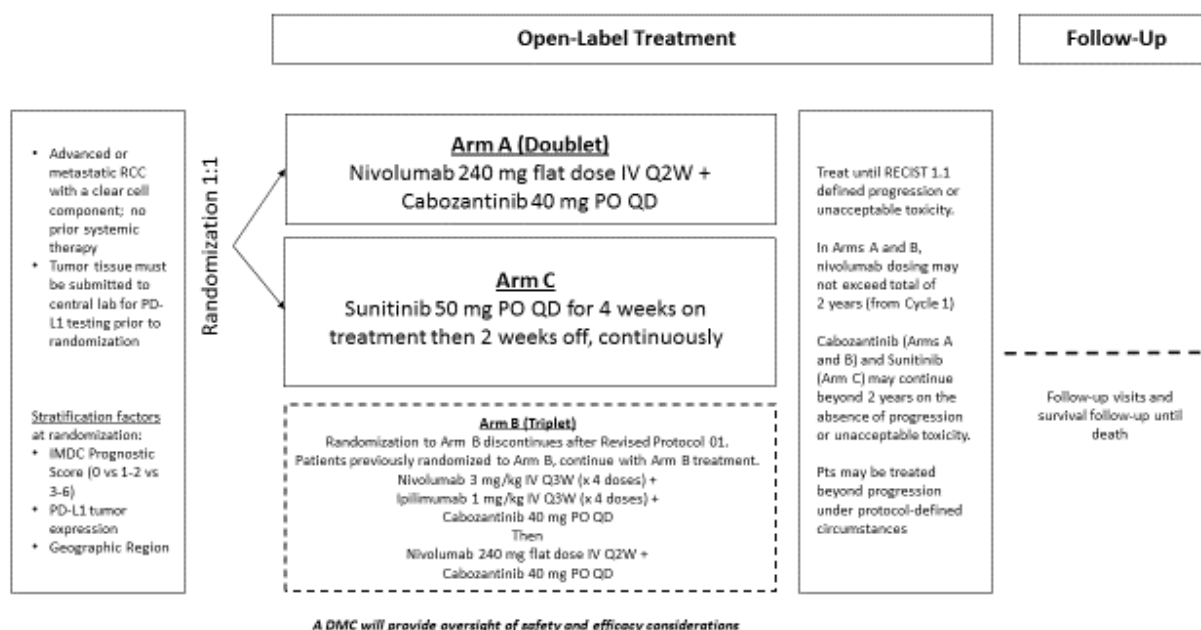 Open-Label Treatment
Follow-Up
• Advanced or
metastatic RCC
with a clear cell
component; no
prior systemic
therapy
• Tumor tissue must
be submitted to
central lab for PD-
L1 testing prior to
randomization
Stratification factors
at randomization:
• IMDC Prognostic
Score (0 vs 1-2 vs
3-6)
• PD-L1 tumor
expression
• Geographic Region
Randomization 1:1
Arm A (Doublet)
Nivolumab 240 mg flat dose IV Q2W +
Cabozantinib 40 mg PO QD
Arm C
Sunitinib 50 mg PO QD for 4 weeks on
treatment then 2 weeks off, continuously
Arm B (Triplet)
Randomization to Arm B discontinues after Revised Protocol 01.
Patients previously randomized to Arm B, continue with Arm B treatment.
Nivolumab 3 mg/kg IV Q3W (x 4 doses) +
Ipilimumab 1 mg/kg IV Q3W (x 4 doses) +
Cabozantinib 40 mg PO QD
Then
Nivolumab 240 mg flat dose IV Q2W +
Cabozantinib 40 mg PO QD
Treat until RECIST 1.1
defined progression or
unacceptable toxicity.
In Arms A and B,
nivolumab dosing may
not exceed total of
2 years (from Cycle 1)
Cabozantinib (Arms A
and B) and Sunitinib
(Arm C) may continue
beyond 2 years on the
absence of progression
or unacceptable toxicity.
Pts may be treated
beyond progression
under protocol-defined
circumstances
Follow-up visits and
survival follow-up until
death
A DMC will provide oversight of safety and efficacy considerations